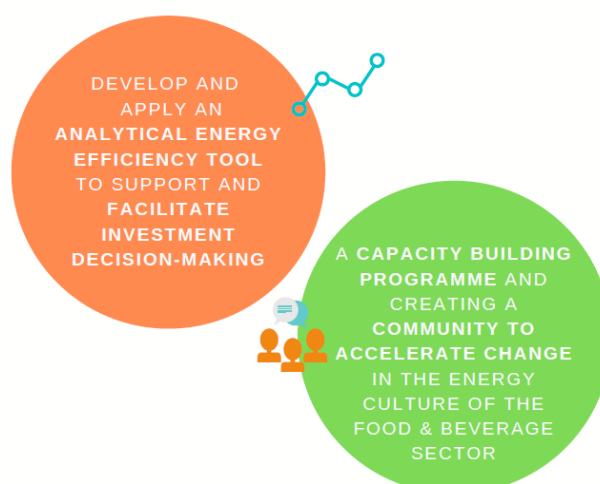 DEVELOP AND
APPLY AN
ANALYTICAL ENERGY
EFFICIENCY TOOL
TO SUPPORT AND
FACILITATE
INVESTMENT
DECISION-MAKING
A CAPACITY BUILDING
PROGRAMME AND
CREATING A
COMMUNITY TO
ACCELERATE CHANGE
IN THE ENERGY
CULTURE OF THE
FOOD & BEVERAGE
SECTOR